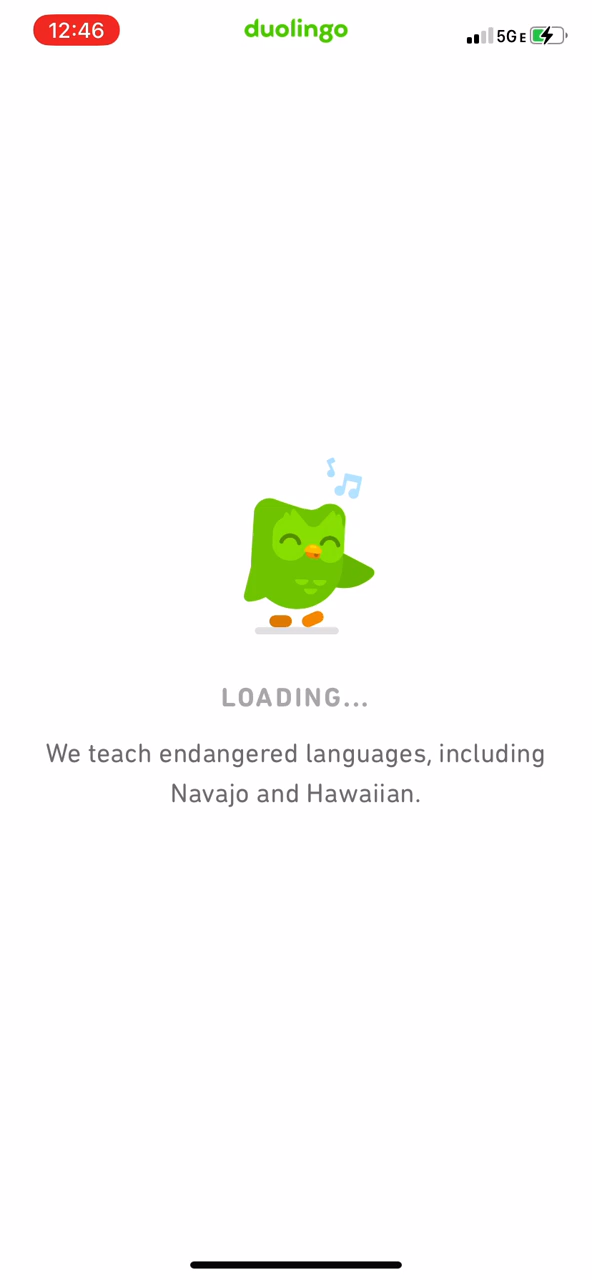 12:46
duolingo
5G E
LOADING...
We teach endangered languages, including
Navajo and Hawaiian.